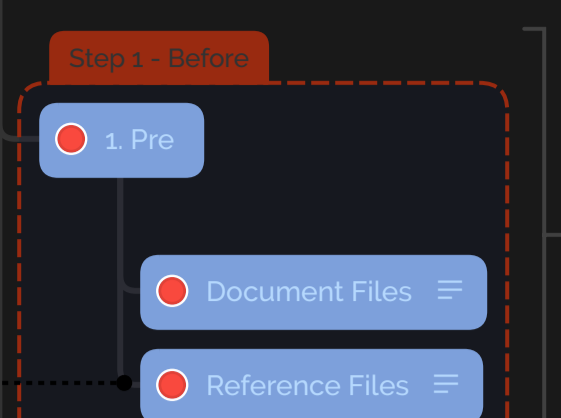 Step 1 - Before
1. Pre
Document Files
Reference Files